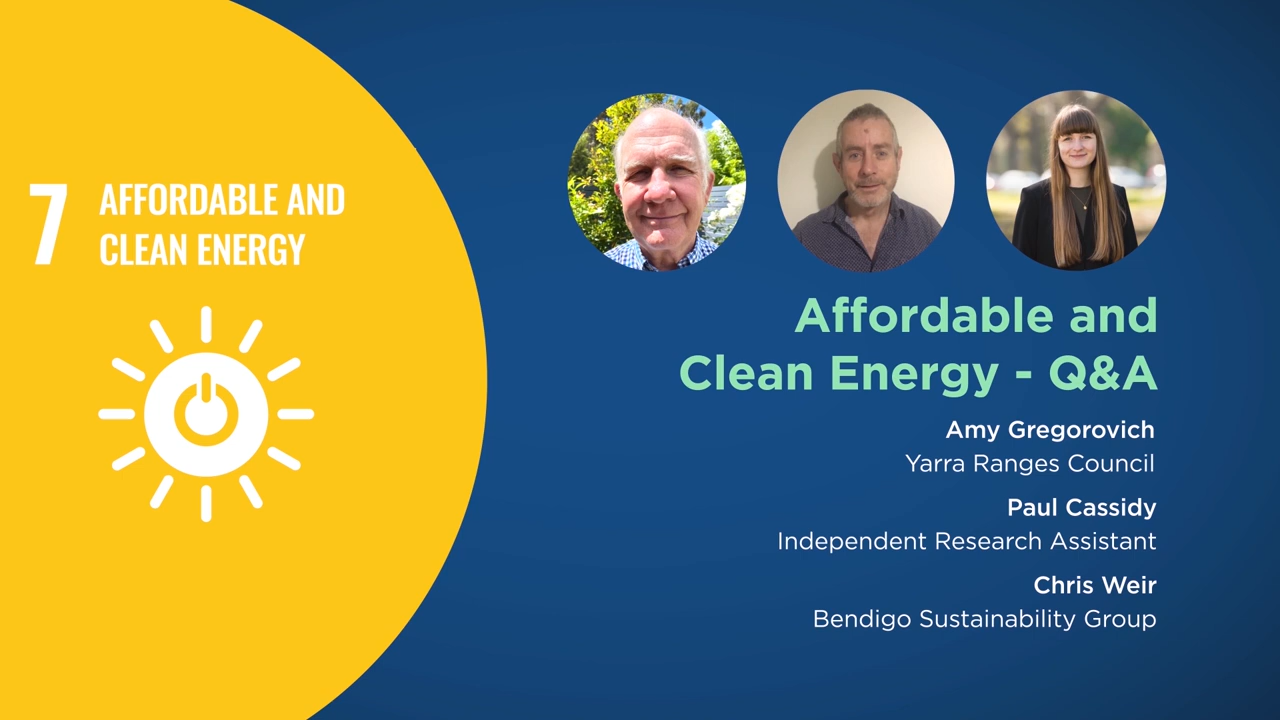 7
AFFORDABLE AND
CLEAN ENERGY
Affordable and
Clean Energy - Q&A
Amy Gregorovich
Yarra Ranges Council
Paul Cassidy
Independent Research Assistant
Chris Weir
Bendigo Sustainability Group